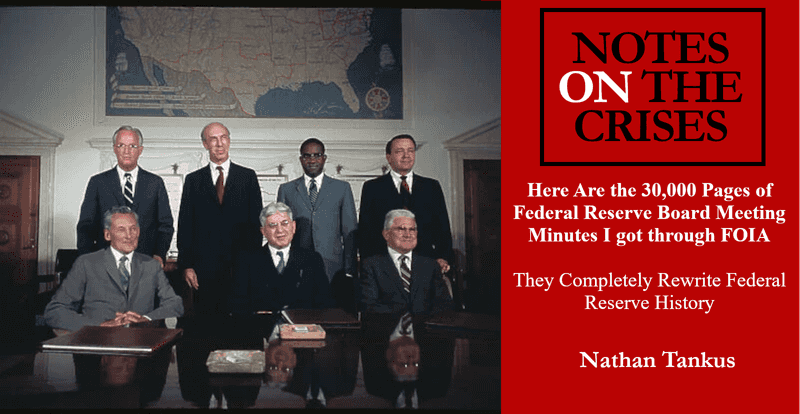 NOTES
ON THE
CRISES
Here Are the 30,000 Pages of
Federal Reserve Board Meeting
Minutes I got through FOIA
They Completely Rewrite Federal
Reserve History
Nathan Tankus